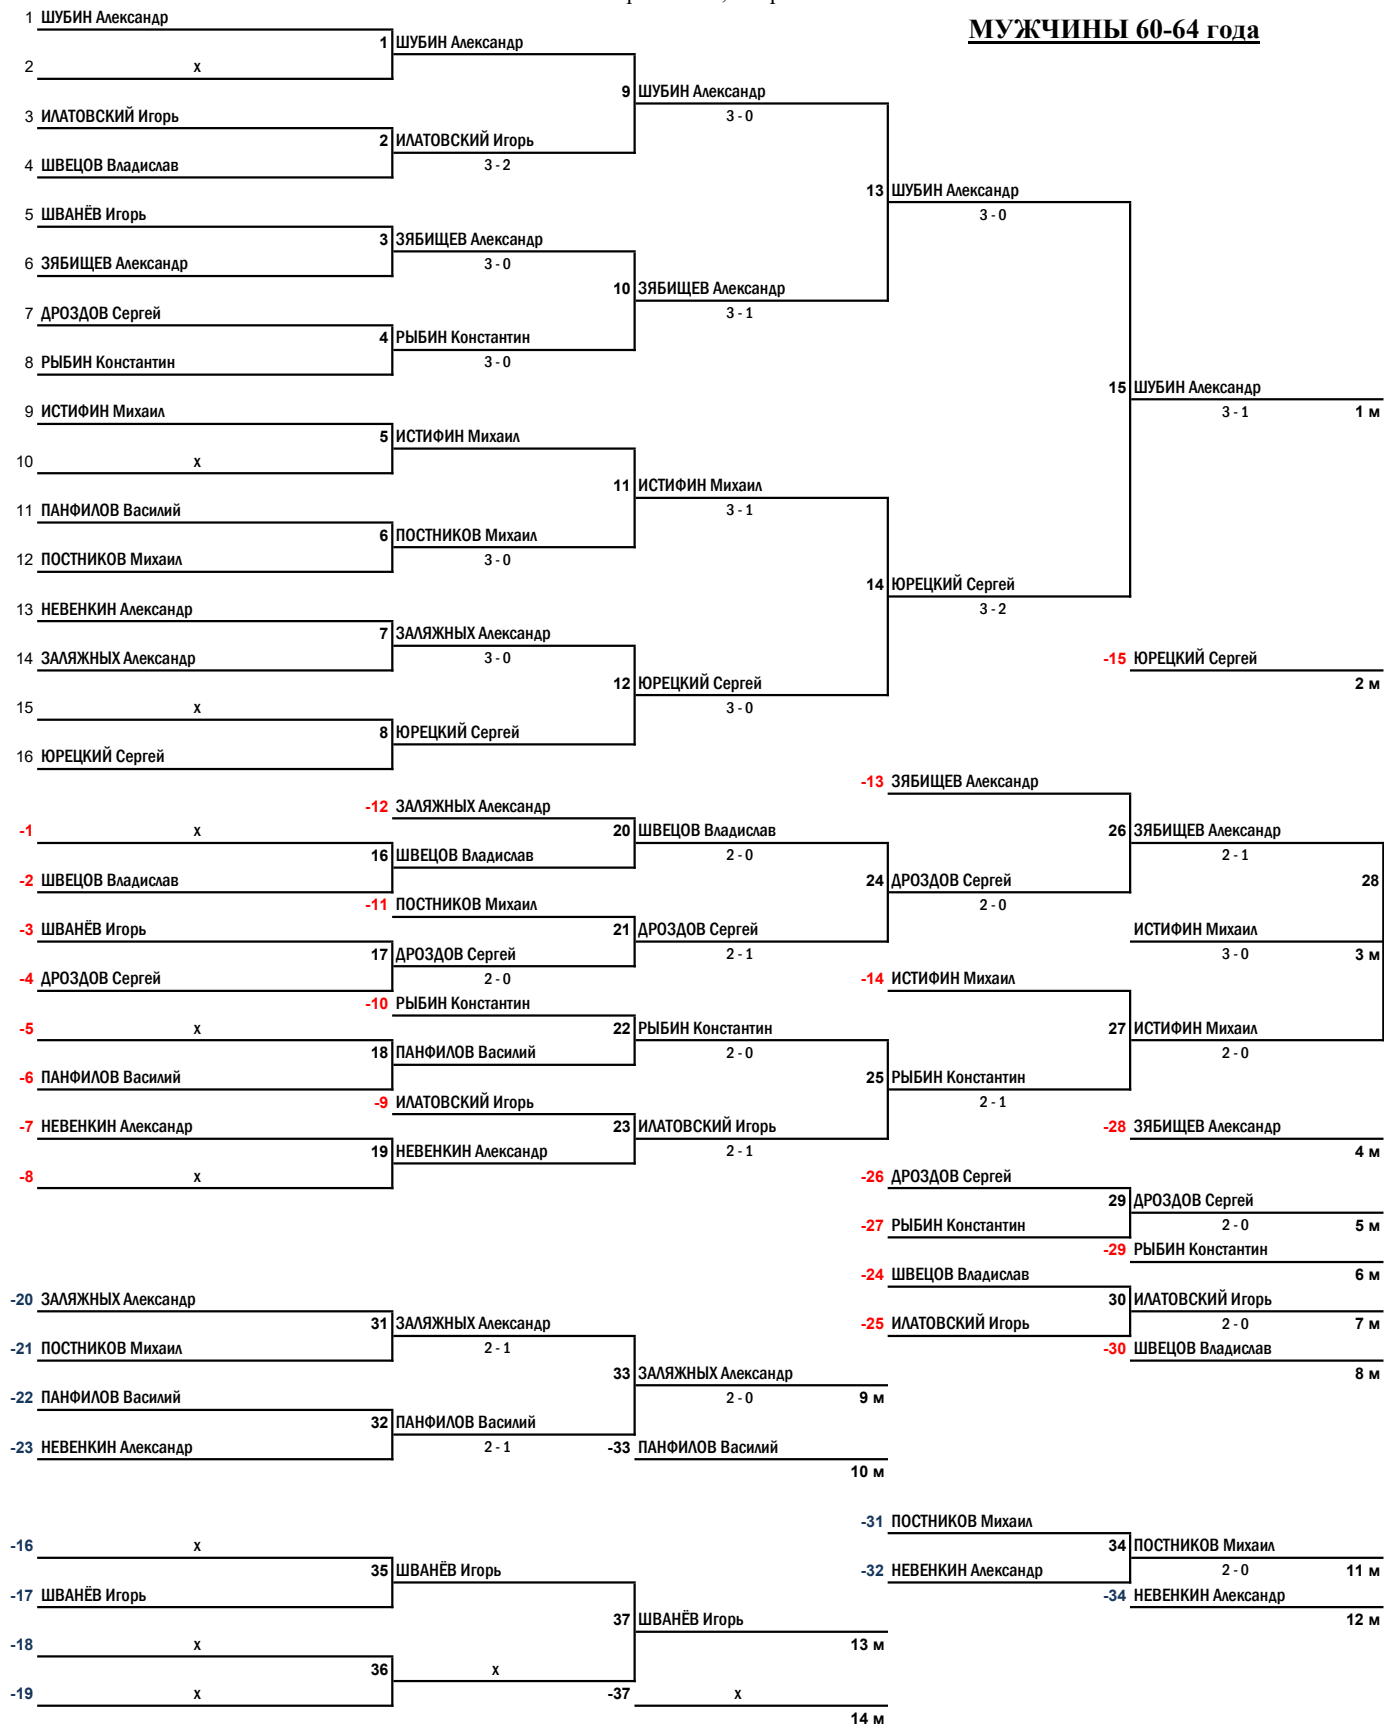 МУЖЧИНЫ 60-64 года
1 ШУБИН Александр
1 ШУБИН Александр
2 x
9 ШУБИН Александр
3 - 0
3 ИЛАТОВСКИЙ Игорь
2 ИЛАТОВСКИЙ Игорь
4 ШВЕЦОВ Владислав
3 - 2
13 ШУБИН Александр
3 - 0
5 ШВАНЁВ Игорь
3 ЗЯБИЩЕВ Александр
6 ЗЯБИЩЕВ Александр
3 - 0
10 ЗЯБИЩЕВ Александр
3 - 1
7 ДРОЗДОВ Сергей
4 РЫБИН Константин
8 РЫБИН Константин
3 - 0
15 ШУБИН Александр
3 - 1 1 м
9 ИСТИФИН Михаил
5 ИСТИФИН Михаил
10 x
11 ИСТИФИН Михаил
3 - 1
11 ПАНФИЛОВ Василий
6 ПОСТНИКОВ Михаил
12 ПОСТНИКОВ Михаил
3 - 0
14 ЮРЕЦКИЙ Сергей
3 - 2
13 НЕВЕНКИН Александр
7 ЗАЛЯЖНЫХ Александр
14 ЗАЛЯЖНЫХ Александр
3 - 0
-15 ЮРЕЦКИЙ Сергей
2 м
12 ЮРЕЦКИЙ Сергей
3 - 0
15 x
8 ЮРЕЦКИЙ Сергей
16 ЮРЕЦКИЙ Сергей
-13 ЗЯБИЩЕВ Александр
-12 ЗАЛЯЖНЫХ Александр
-1 x
20 ШВЕЦОВ Владислав
26 ЗЯБИЩЕВ Александр
16 ШВЕЦОВ Владислав
2 - 0
2 - 1
-2 ШВЕЦОВ Владислав
24 ДРОЗДОВ Сергей
28
-11 ПОСТНИКОВ Михаил
2 - 0
-3 ШВАНЁВ Игорь
21 ДРОЗДОВ Сергей
ИСТИФИН Михаил
17 ДРОЗДОВ Сергей
2 - 1
3 - 0 3 м
-4 ДРОЗДОВ Сергей
2 - 0
-14 ИСТИФИН Михаил
-10 РЫБИН Константин
-5 x
22 РЫБИН Константин
27 ИСТИФИН Михаил
18 ПАНФИЛОВ Василий
2 - 0
2 - 0
-6 ПАНФИЛОВ Василий
25 РЫБИН Константин
-9 ИЛАТОВСКИЙ Игорь
2 - 1
-7 НЕВЕНКИН Александр
23 ИЛАТОВСКИЙ Игорь
-28 ЗЯБИЩЕВ Александр
19 НЕВЕНКИН Александр
2 - 1
4 м
-8 x
-26 ДРОЗДОВ Сергей
29 ДРОЗДОВ Сергей
-27 РЫБИН Константин
2 - 0 5 м
-29 РЫБИН Константин
-24 ШВЕЦОВ Владислав
6 м
-20 ЗАЛЯЖНЫХ Александр
30 ИЛАТОВСКИЙ Игорь
31 ЗАЛЯЖНЫХ Александр
-25 ИЛАТОВСКИЙ Игорь
2 - 0 7 м
-21 ПОСТНИКОВ Михаил
2 - 1
-30 ШВЕЦОВ Владислав
33 ЗАЛЯЖНЫХ Александр
8 м
-22 ПАНФИЛОВ Василий
2 - 0 9 м
32 ПАНФИЛОВ Василий
-23 НЕВЕНКИН Александр
2 - 1
-33 ПАНФИЛОВ Василий
10 м
-31 ПОСТНИКОВ Михаил
-16 x
34 ПОСТНИКОВ Михаил
35 ШВАНЁВ Игорь
-32 НЕВЕНКИН Александр
2 - 0 11 м
-17 ШВАНЁВ Игорь
-34 НЕВЕНКИН Александр
37 ШВАНЁВ Игорь
12 м
-18 x
13 м
36 x
-19 x
-37 x
14 м